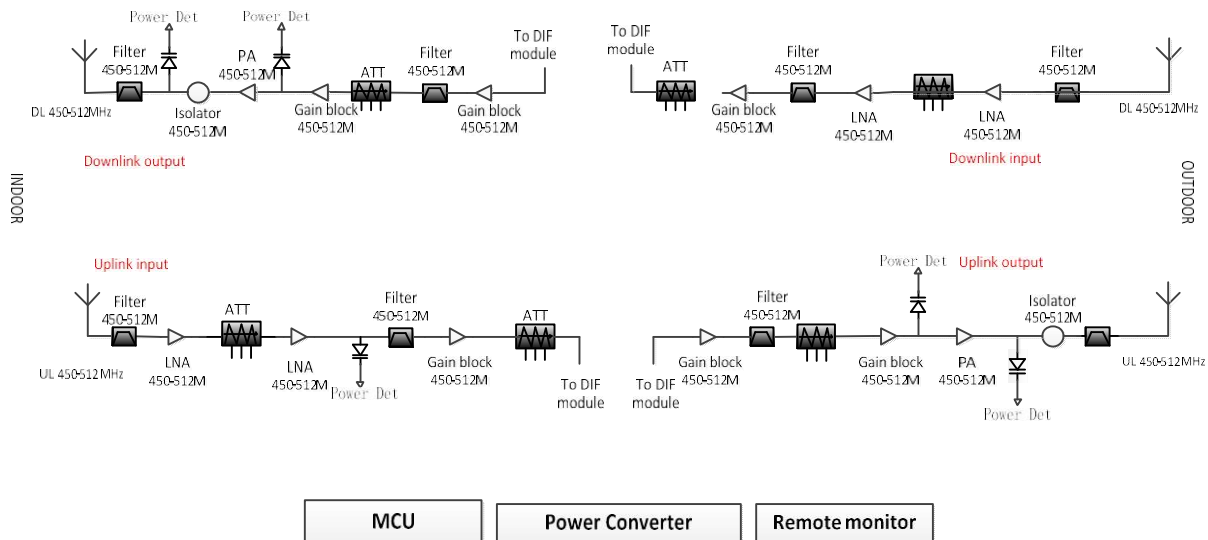 Power Det
Power Det
Filter
450-512M
PA
450-512M
ATT
Filter
450-512M
To DIF
module
DL 450-512MHz
Isolator
450-512M
Gain block
450-512M
Gain block
450-512M
Downlink output
To DIF
module
ATT
Filter
450-512M
Filter
450-512M
Gain block
450-512M
LNA
450-512M
LNA
450-512M
DL 450-512MHz
Downlink input
INDOOR
OUTDOOR
Uplink input
Filter
450-512M
ATT
Filter
450-512M
ATT
UL 450-512MHz
LNA
450-512M
LNA
450-512M
Power Det
Gain block
450-512M
To DIF
module
Power Det
Uplink output
Filter
450-512M
Isolator
450-512M
To DIF
module
Gain block
450-512M
Gain block
450-512M
PA
450-512M
UL 450-512MHz
Power Det
MCU
Power Converter
Remote monitor